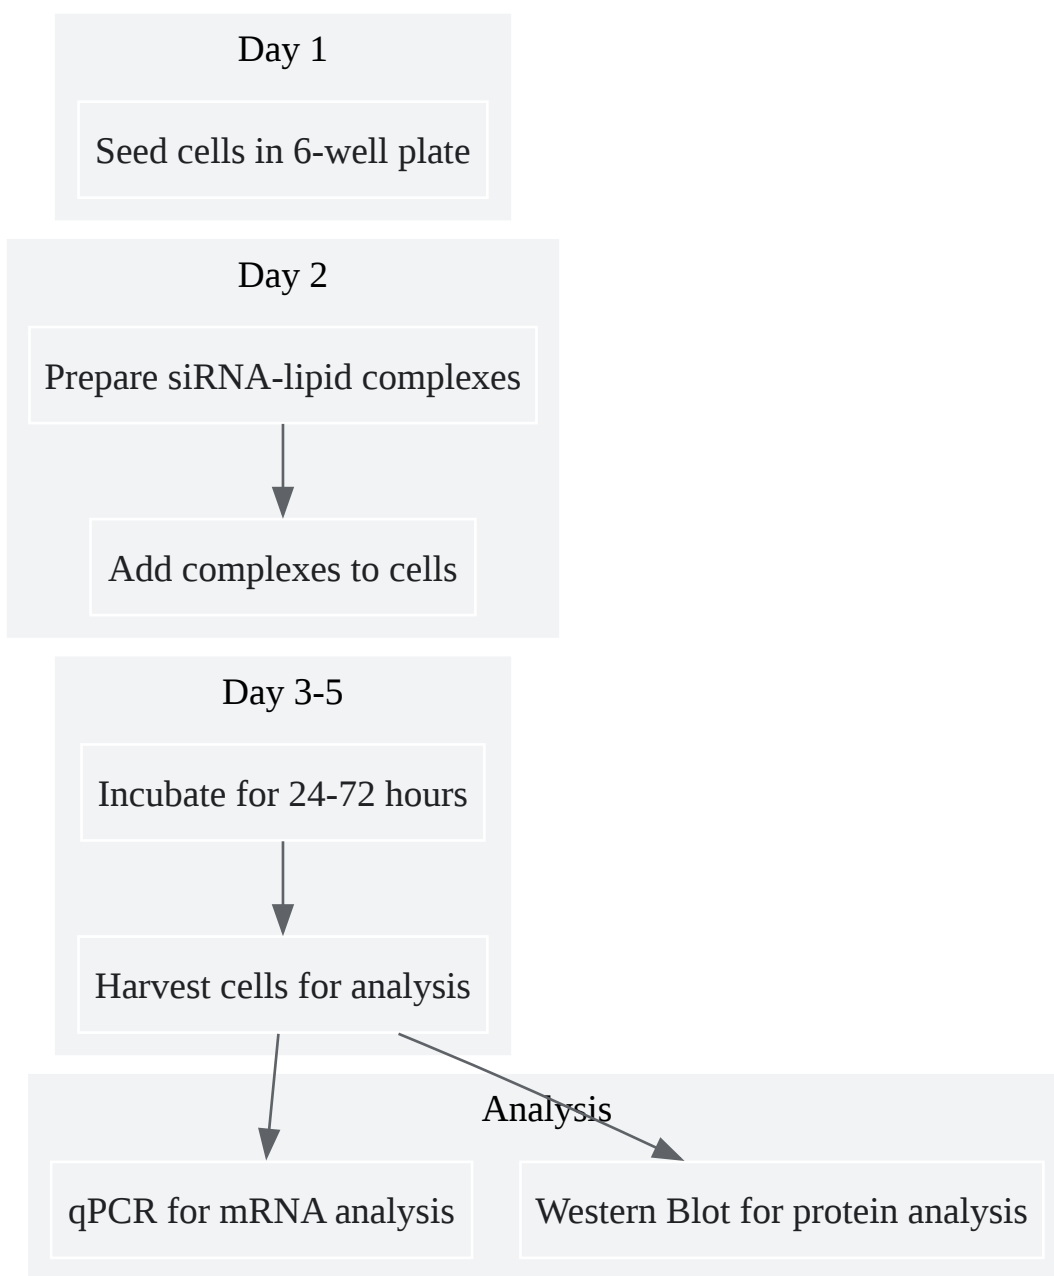 Day 1
Seed cells in 6-well plate
Day 2
Prepare siRNA-lipid complexes
Add complexes to cells
Day 3-5
Incubate for 24-72 hours
Harvest cells for analysis
Analysis
qPCR for mRNA analysis
Western Blot for protein analysis